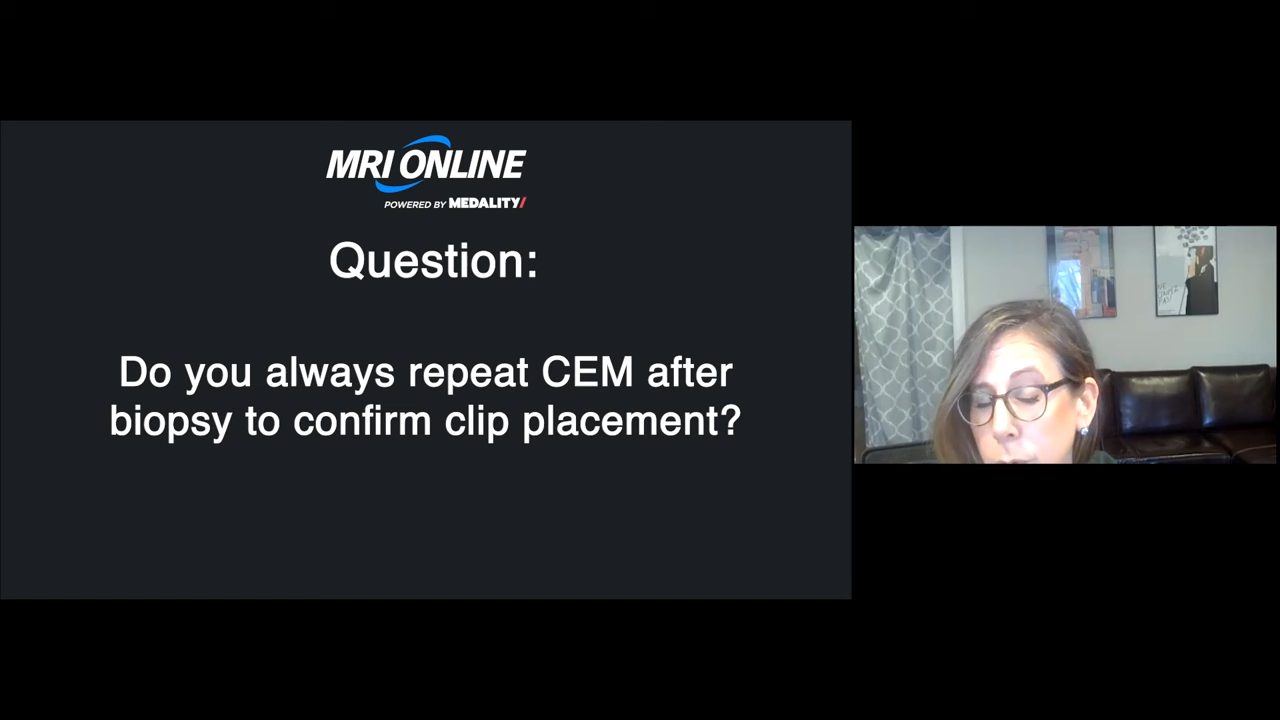 MRI ONLINE
POWERED BY MEDALITY/
Question:
Do you always repeat CEM after
biopsy to confirm clip placement?